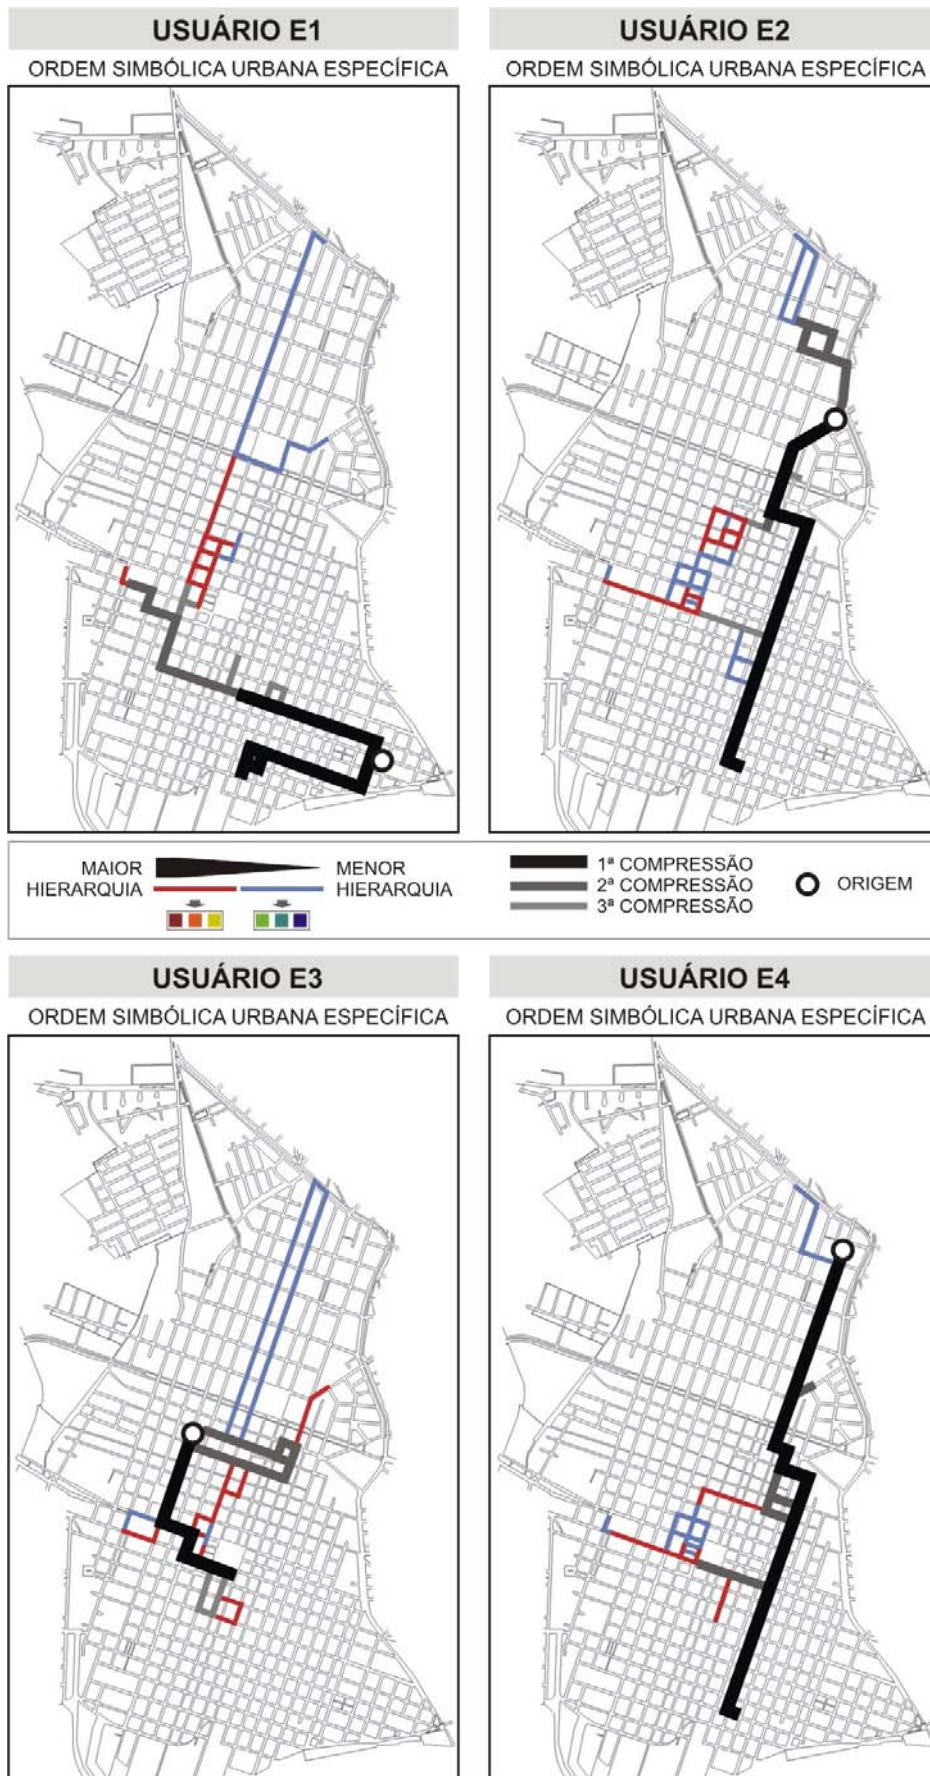 USUÁRIO E1
ORDEM SIMBÓLICA URBANA ESPECÍFICA
USUÁRIO E2
ORDEM SIMBÓLICA URBANA ESPECÍFICA
MAIOR HIERARQUIA
MENOR HIERARQUIA
1ª COMPRESSÃO
2ª COMPRESSÃO
3ª COMPRESSÃO
ORIGEM
USUÁRIO E3
ORDEM SIMBÓLICA URBANA ESPECÍFICA
USUÁRIO E4
ORDEM SIMBÓLICA URBANA ESPECÍFICA